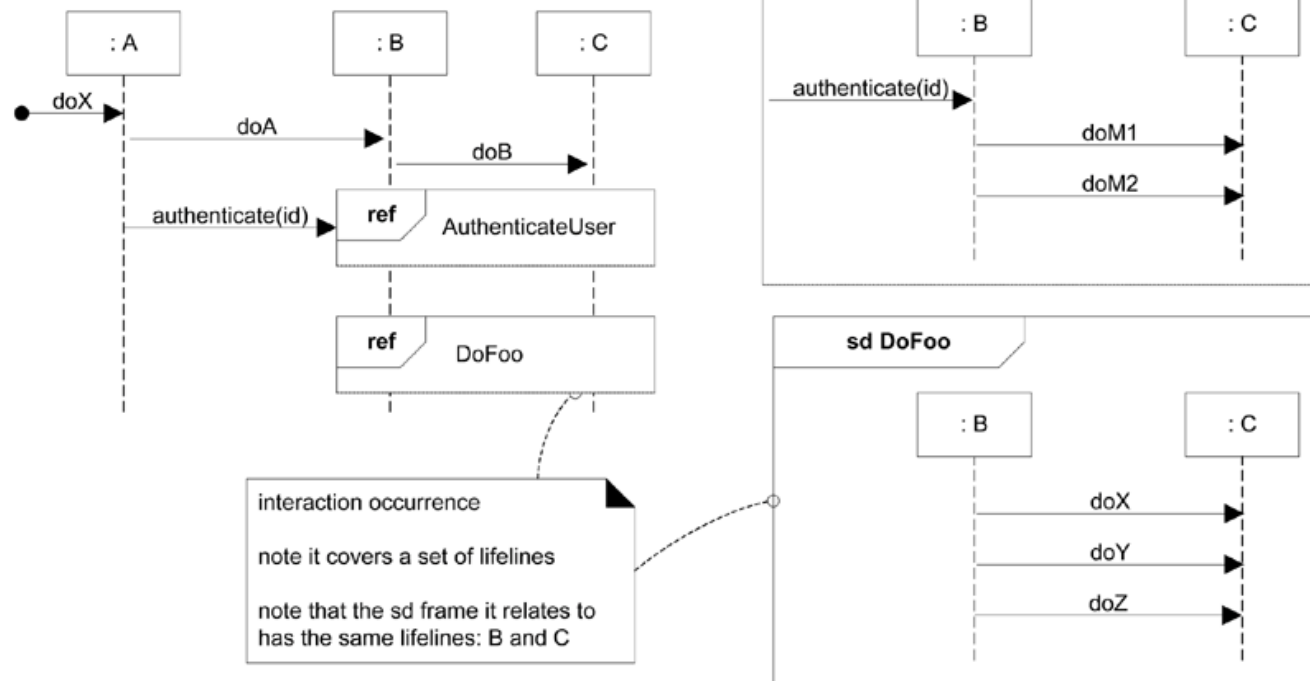 : A
: B
: C
doX
doA
doB
authenticate(id)
ref
AuthenticateUser
ref
DoFoo
interaction occurrence
note it covers a set of lifelines
note that the sd frame it relates to
has the same lifelines: B and C
: B
: C
authenticate(id)
doM1
doM2
sd DoFoo
: B
: C
doX
doY
doZ